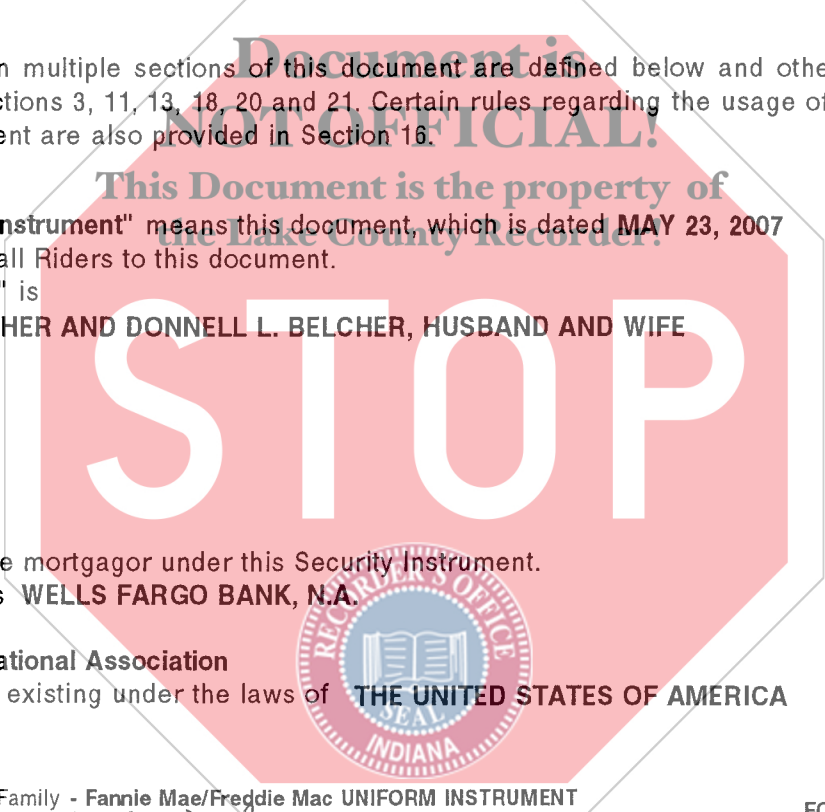 Document is
n multiple sections of this document are defined below and othe
ctions 3, 11, 13, 18, 20 and 21. Certain rules regarding the usage of
NOT OFFICIAL!
ent are also provided in Section 16.
This Document is the property of
nstrument" means this document, which is dated MAY 23, 2007
the Lake County Recorder!
all Riders to this document.
" is
HER AND DONNELL L. BELCHER, HUSBAND AND WIFE
STOP
e mortgagor under this Security Instrument.
s WELLS FARGO BANK, N.A.
RECORDER'S OFFICE
ational Association
existing under the laws of THE UNITED STATES OF AMERICA
SEAL
INDIANA
Family - Fannie Mae/Freddie Mac UNIFORM INSTRUMENT